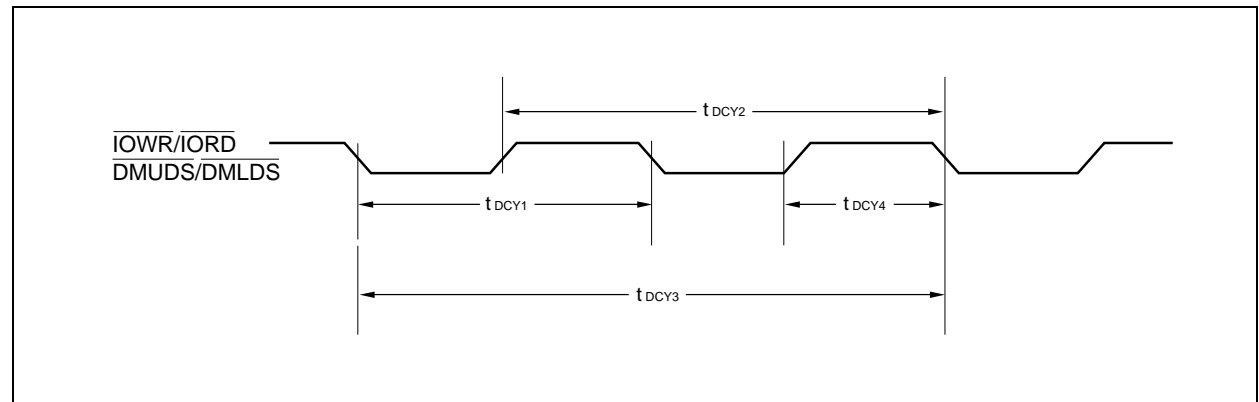 t DCY2
IOWR/IORD
DMUDS/DMLDS
t DCY1
t DCY4
t DCY3